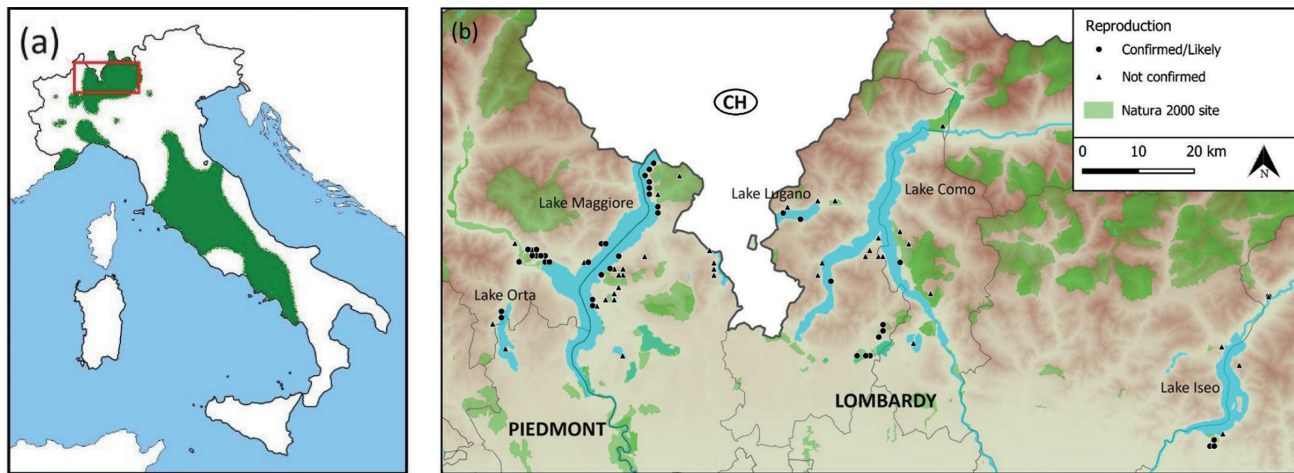 (a)
(b)
CH
Reproduction
Confirmed/Likely
Not confirmed
Natura 2000 site
0 10 20 km
N
Lake Maggiore
Lake Lugano
Lake Como
Lake Orta
Lake Iseo
PIEDMONT
LOMBARDY